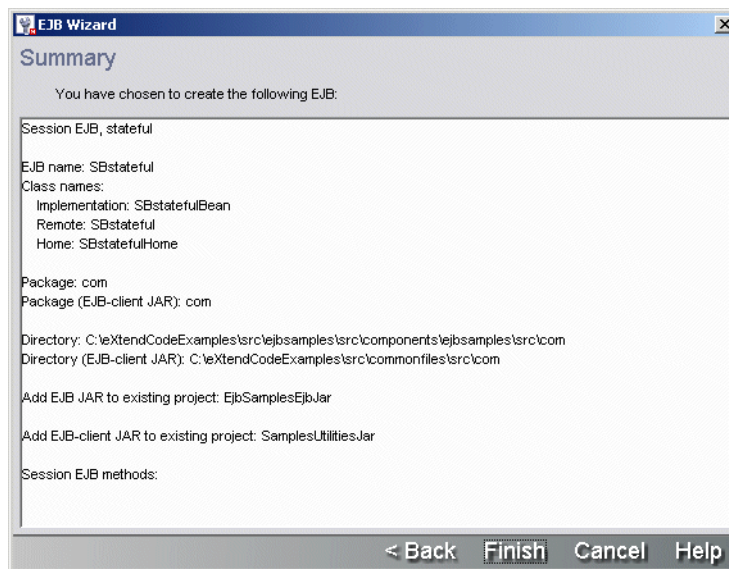 EJB Wizard
Summary
You have chosen to create the following EJB:
Session EJB, stateful
EJB name: SBstateful
Class names:
Implementation: SBstatefulBean
Remote: SBstateful
Home: SBstatefulHome
Package: com
Package (EJB-client JAR): com
Directory: C:\eXtendCodeExamples\src\ejbsamples\src\components\ejbsamples\src\com
Directory (EJB-client JAR): C:\eXtendCodeExamples\src\commonfiles\src\com
Add EJB JAR to existing project: EjbSamplesEjbJar
Add EJB-client JAR to existing project: SamplesUtilitiesJar
Session EJB methods:
< Back Finish Cancel Help